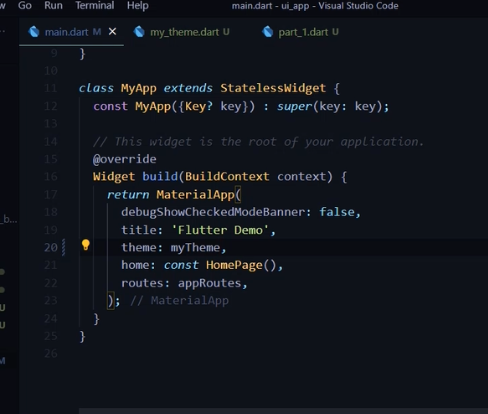 w Go Run Terminal Help main.dart - ui_app - Visual Studio Code
main.dart M × my_theme.dart U part_1.dart U
9 }
10
11 class MyApp extends StatelessWidget {
12 const MyApp({Key? key}) : super(key: key);
13
14 // This widget is the root of your application.
15 @override
16 Widget build(BuildContext context) {
17 return MaterialApp(
18 debugShowCheckedModeBanner: false,
19 title: 'Flutter Demo',
20 theme: myTheme,
21 home: const HomePage(),
22 routes: appRoutes,
23 ); // MaterialApp
24 }
25 }
26
_b...
U
U
M